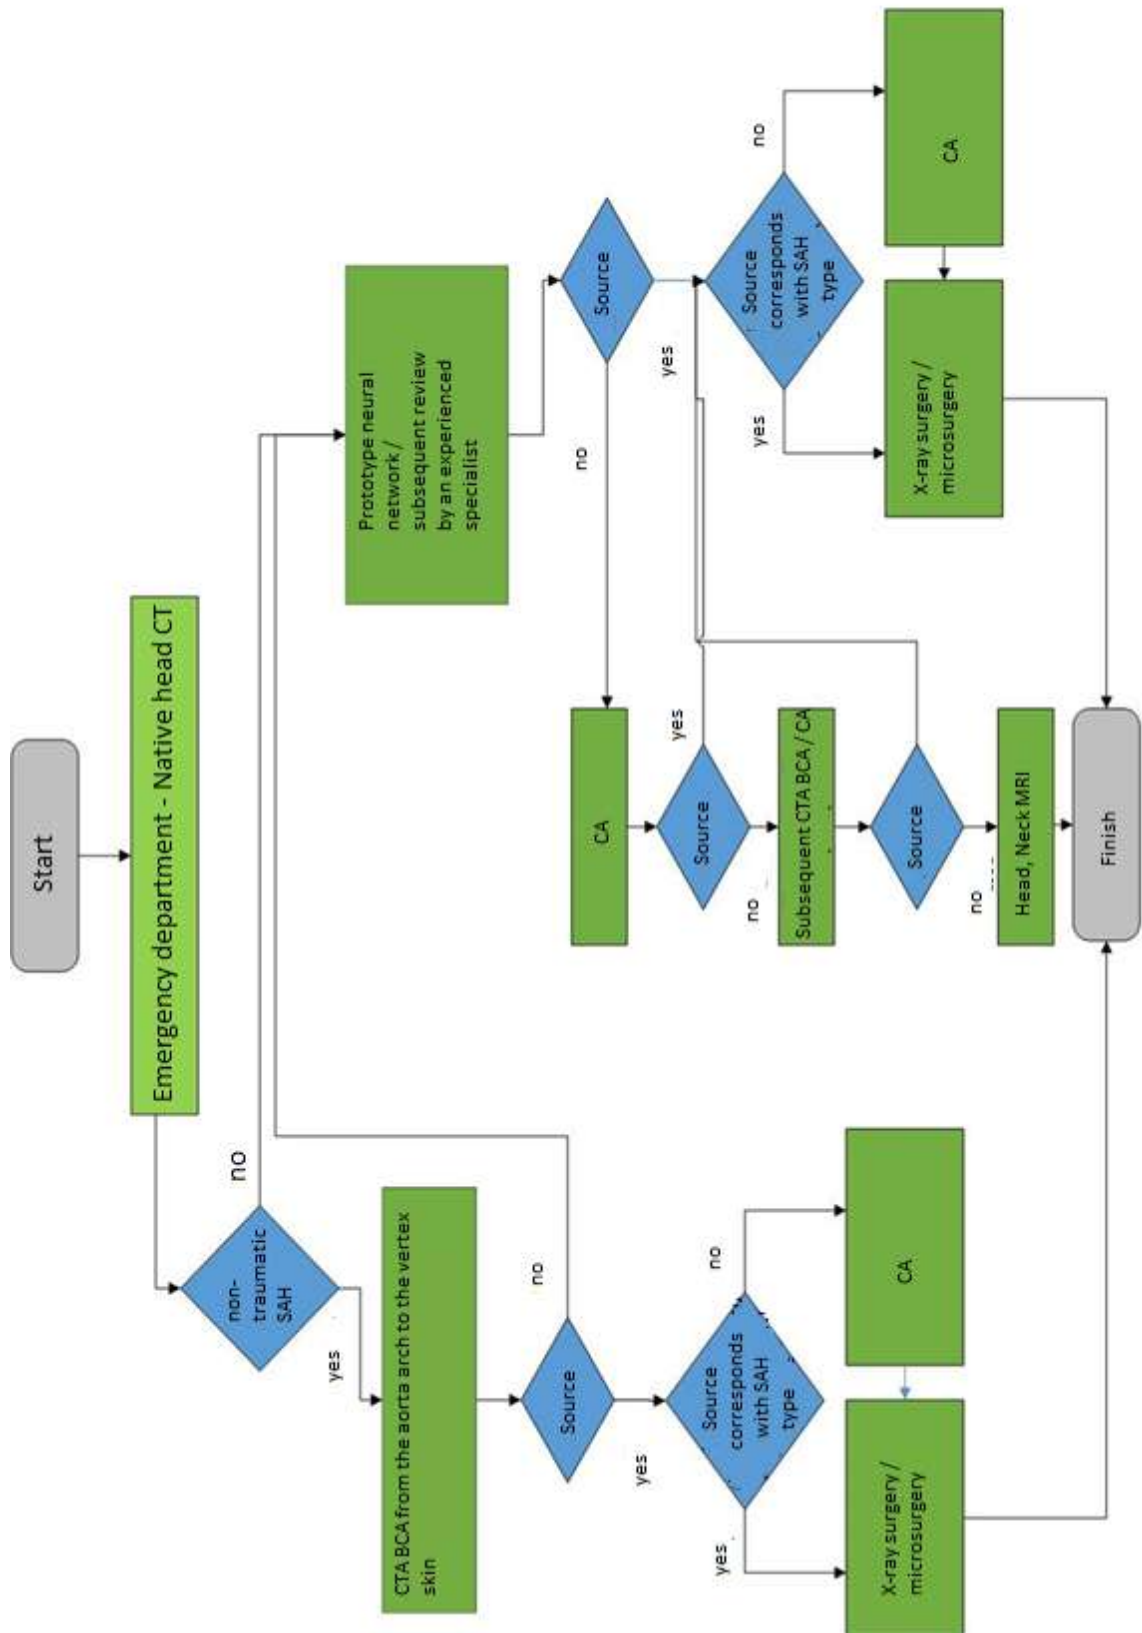 Start
Emergency department - Native head CT
non-
traumatic
SAH
no
yes
CTA BCA from the aorta arch to the vertex
skin
Source
no
yes
Source
corresponds
with SAH
type
yes
no
X-ray surgery /
microsurgery
CA
Prototype neural
network /
subsequent review
by an experienced
specialist
Source
no
yes
CA
Source
yes
no
Subsequent CTA BCA / CA
Source
no
Head, Neck MRI
Source
corresponds
with SAH
type
yes
no
X-ray surgery /
microsurgery
CA
Finish